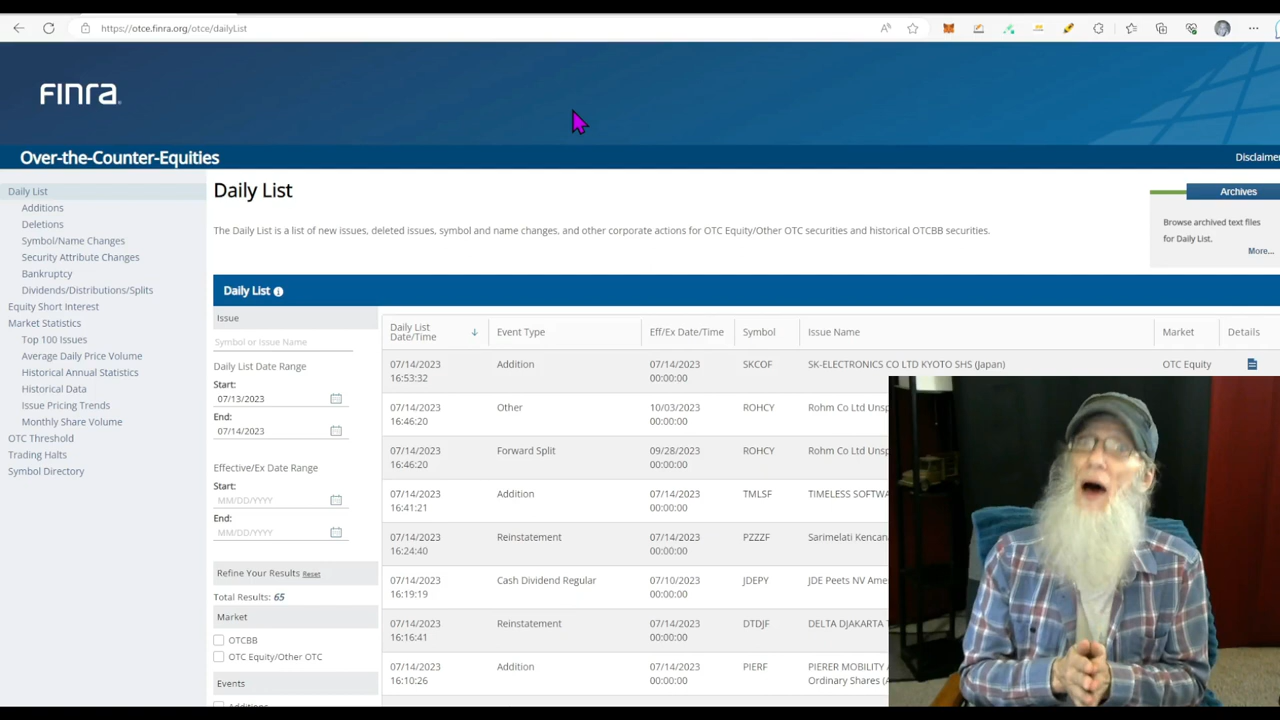 https://otce.finra.org/otce/dailyList
FINRA
Over-the-Counter-Equities
Disclaimer
Daily List
Additions
Deletions
Symbol/Name Changes
Security Attribute Changes
Bankruptcy
Dividends/Distributions/Splits
Equity Short Interest
Market Statistics
Top 100 Issues
Average Daily Price Volume
Historical Annual Statistics
Historical Data
Issue Pricing Trends
Monthly Share Volume
OTC Threshold
Trading Halts
Symbol Directory
Daily List
The Daily List is a list of new issues, deleted issues, symbol and name changes, and other corporate actions for OTC Equity/Other OTC securities and historical OTCBB securities.
Archives
Browse archived text files
for Daily List.
More...
Daily List
Issue
Symbol or Issue Name
Daily List Date Range
Start:
07/13/2023
End:
07/14/2023
Effective/Ex Date Range
Start:
MM/DD/YYYY
End:
MM/DD/YYYY
Refine Your Results Reset
Total Results: 65
Market
OTCBB
OTC Equity/Other OTC
Events
Daily List Date/Time Event Type Eff/Ex Date/Time Symbol Issue Name Market Details
07/14/2023 Addition 07/14/2023 SKCOF SK-ELECTRONICS CO LTD KYOTO SHS (Japan) OTC Equity
16:53:32 00:00:00
07/14/2023 Other 10/03/2023 ROHCY Rohm Co Ltd Unsp
16:46:20 00:00:00
07/14/2023 Forward Split 09/28/2023 ROHCY Rohm Co Ltd Unsp
16:46:20 00:00:00
07/14/2023 Addition 07/14/2023 TMLSF TIMELESS SOFTWA
16:41:21 00:00:00
07/14/2023 Reinstatement 07/14/2023 PZZZF Sarimelati Kencan
16:24:40 00:00:00
07/14/2023 Cash Dividend Regular 07/10/2023 JDEPY JDE Peets NV Ame
16:19:19 00:00:00
07/14/2023 Reinstatement 07/14/2023 DTDJF DELTA DJAKARTA T
16:16:41 00:00:00
07/14/2023 Addition 07/14/2023 PIERF PIERER MOBILITY A
16:10:26 00:00:00 Ordinary Shares (A